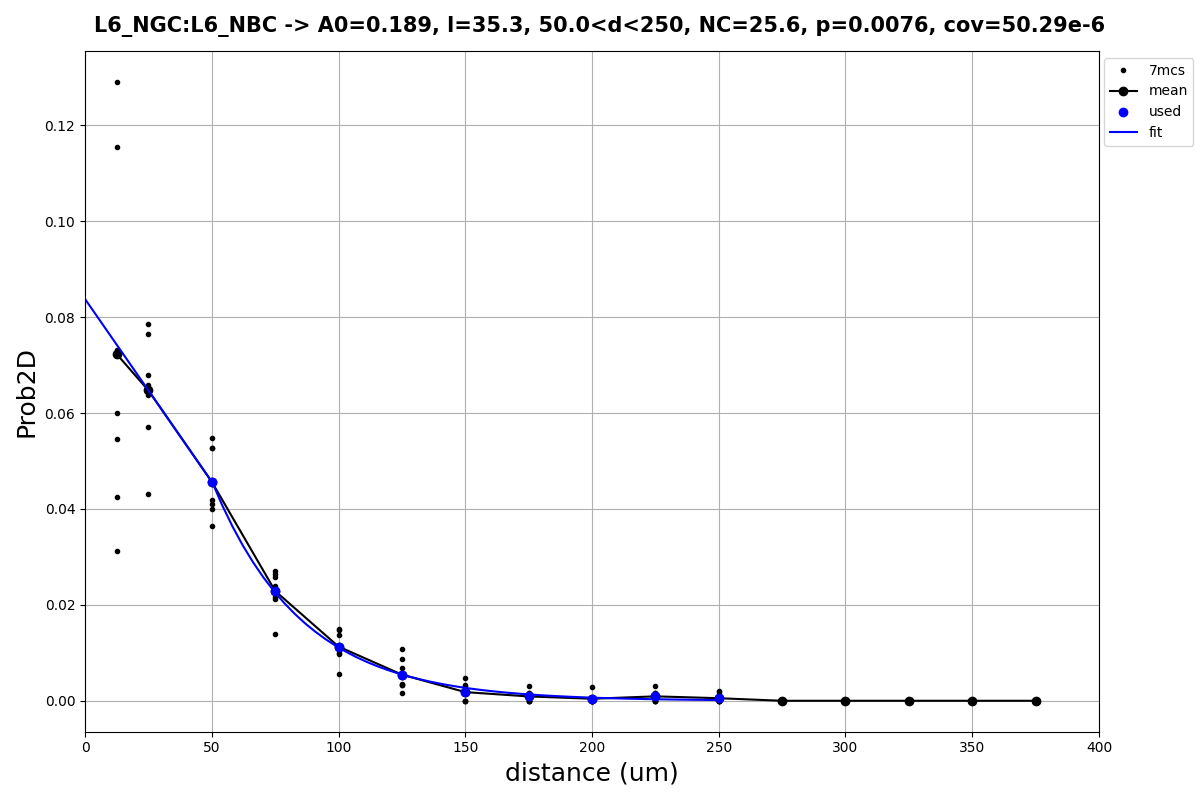 L6_NGC:L6_NBC -> A0=0.189, l=35.3, 50.0<d<250, NC=25.6, p=0.0076, cov=50.29e-6
7mcs
mean
used
fit
Prob2D
0.12
0.10
0.08
0.06
0.04
0.02
0.00
0 50 100 150 200 250 300 350 400
distance (um)